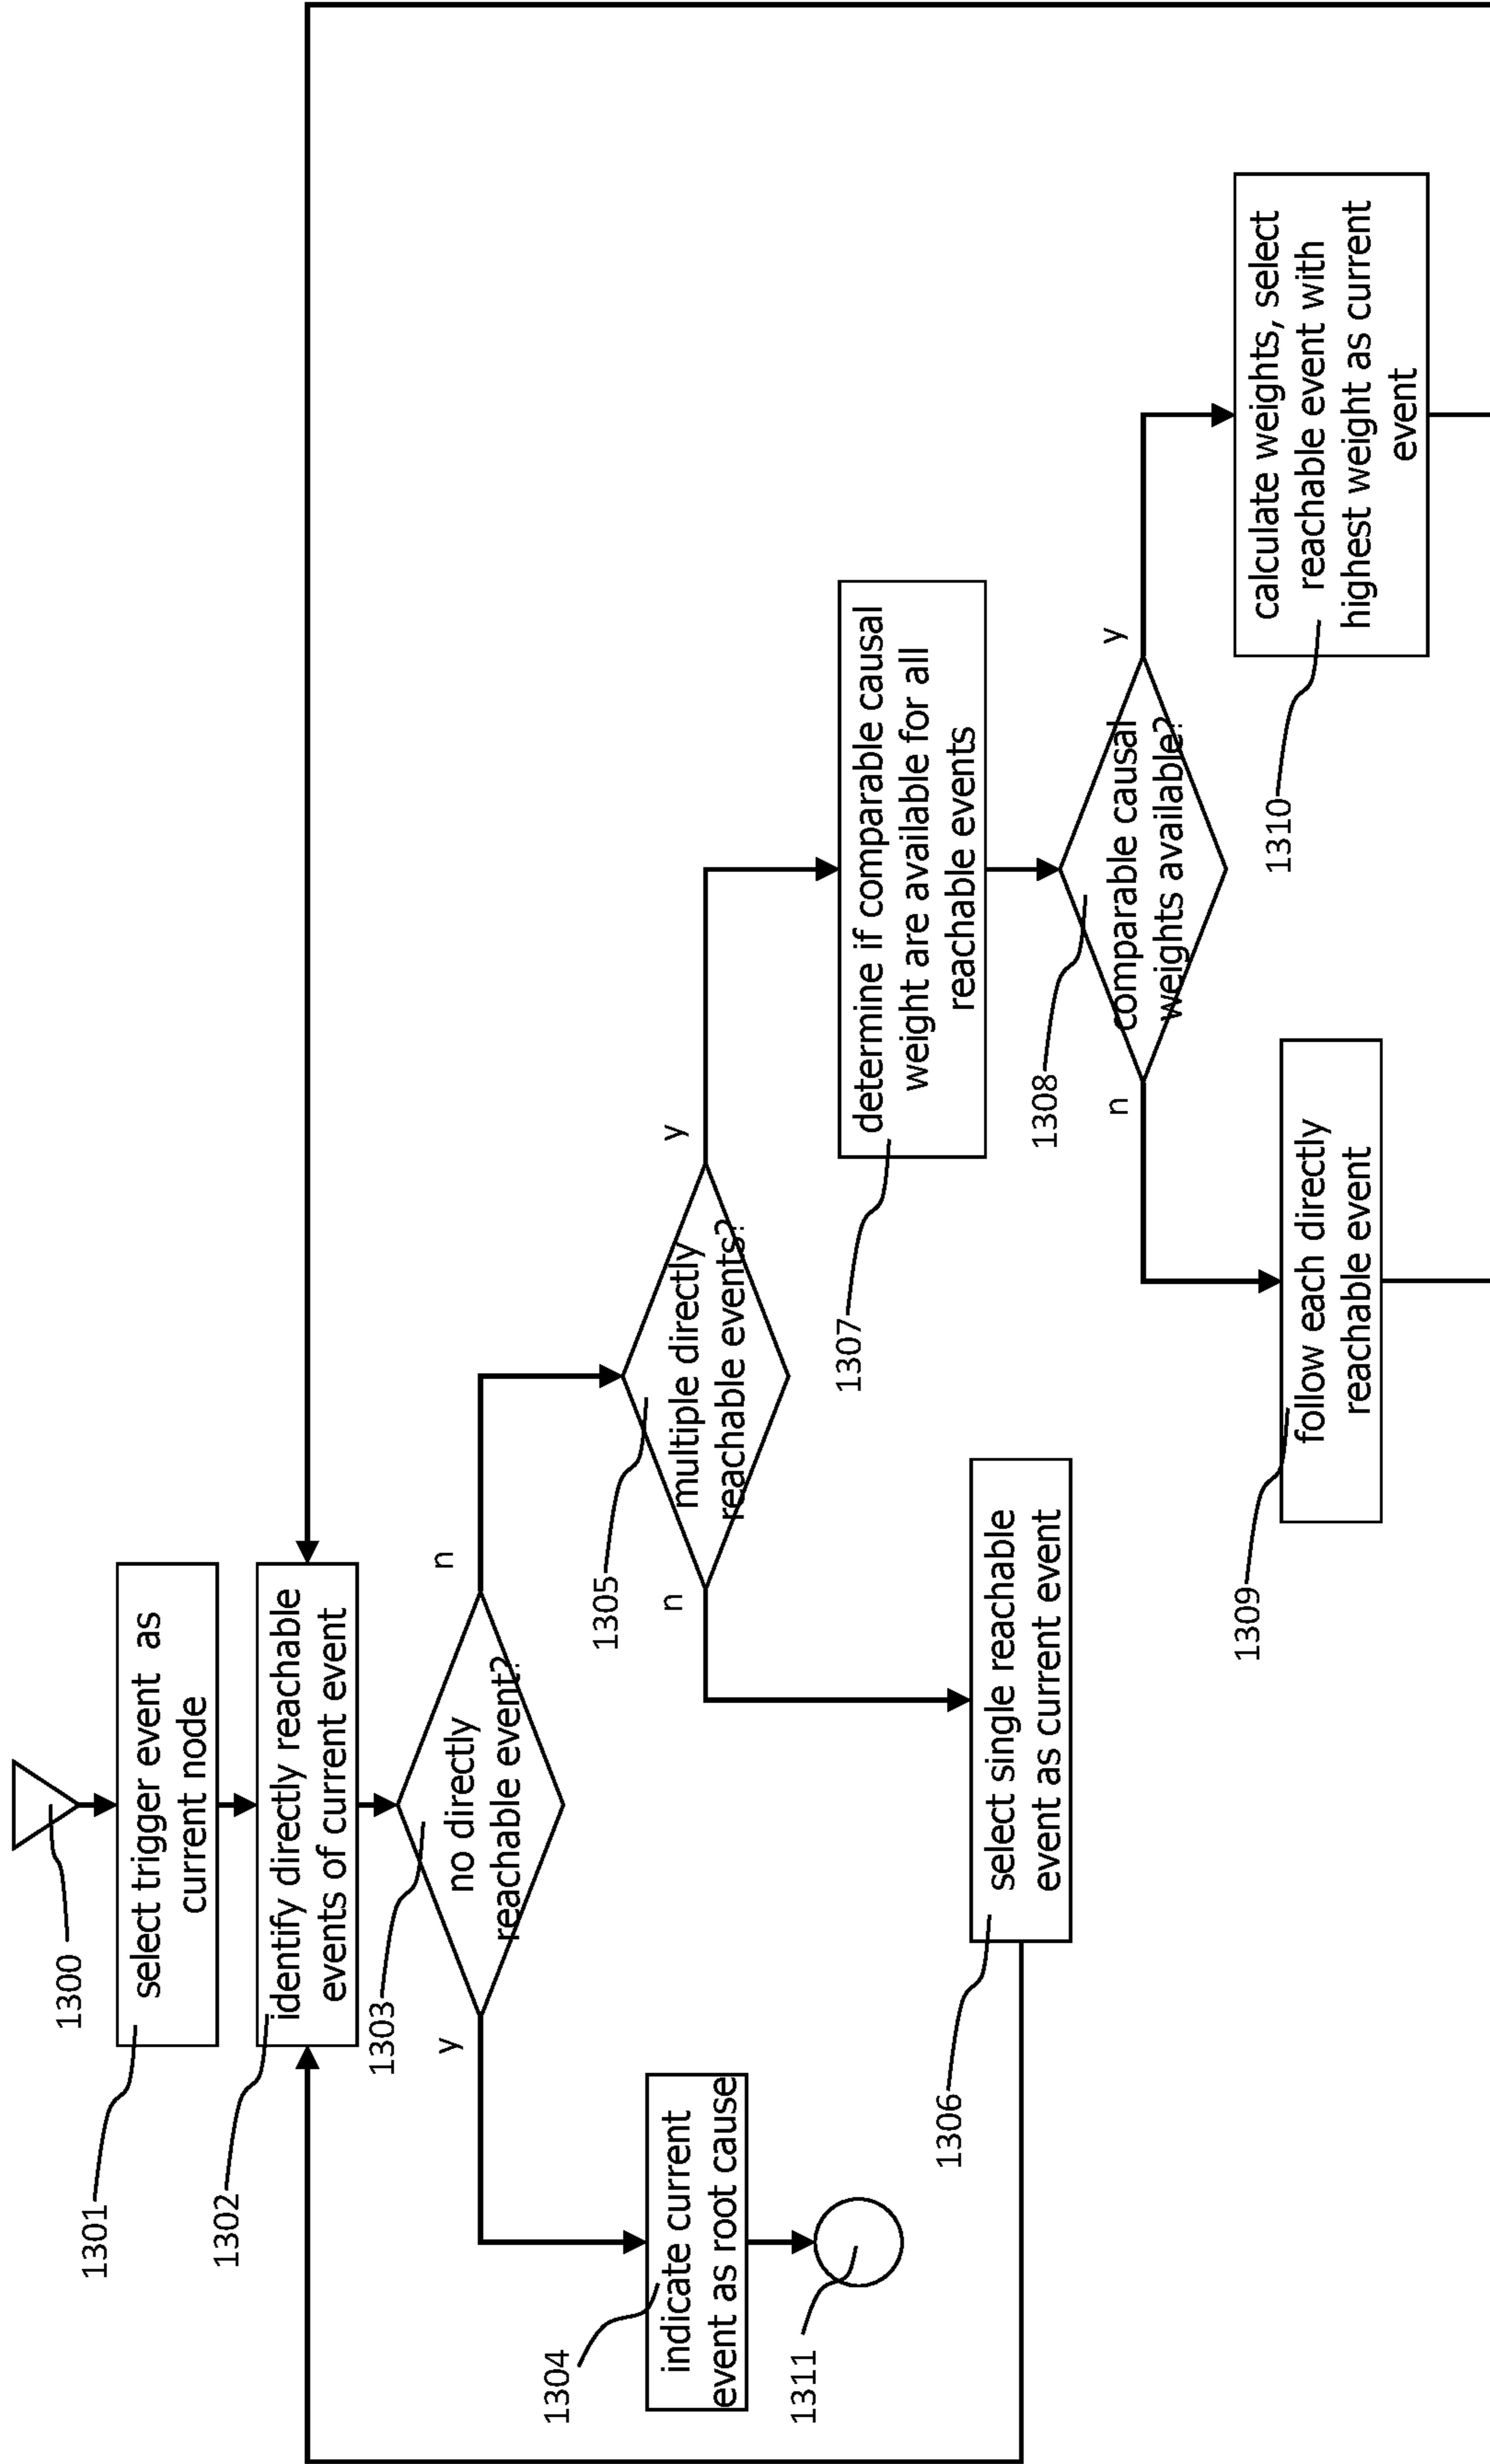 1300
1301
select trigger event as
current node
1302
identify directly reachable
events of current event
1303
no directly
reachable event?
y
n
1304
indicate current
event as root cause
1311
1305
multiple directly
reachable events?
n
y
1306
select single reachable
event as current event
1307
determine if comparable causal
weight are available for all
reachable events
1308
comparable causal
weights available?
n
y
1309
follow each directly
reachable event
1310
calculate weights, select
reachable event with
highest weight as current
event